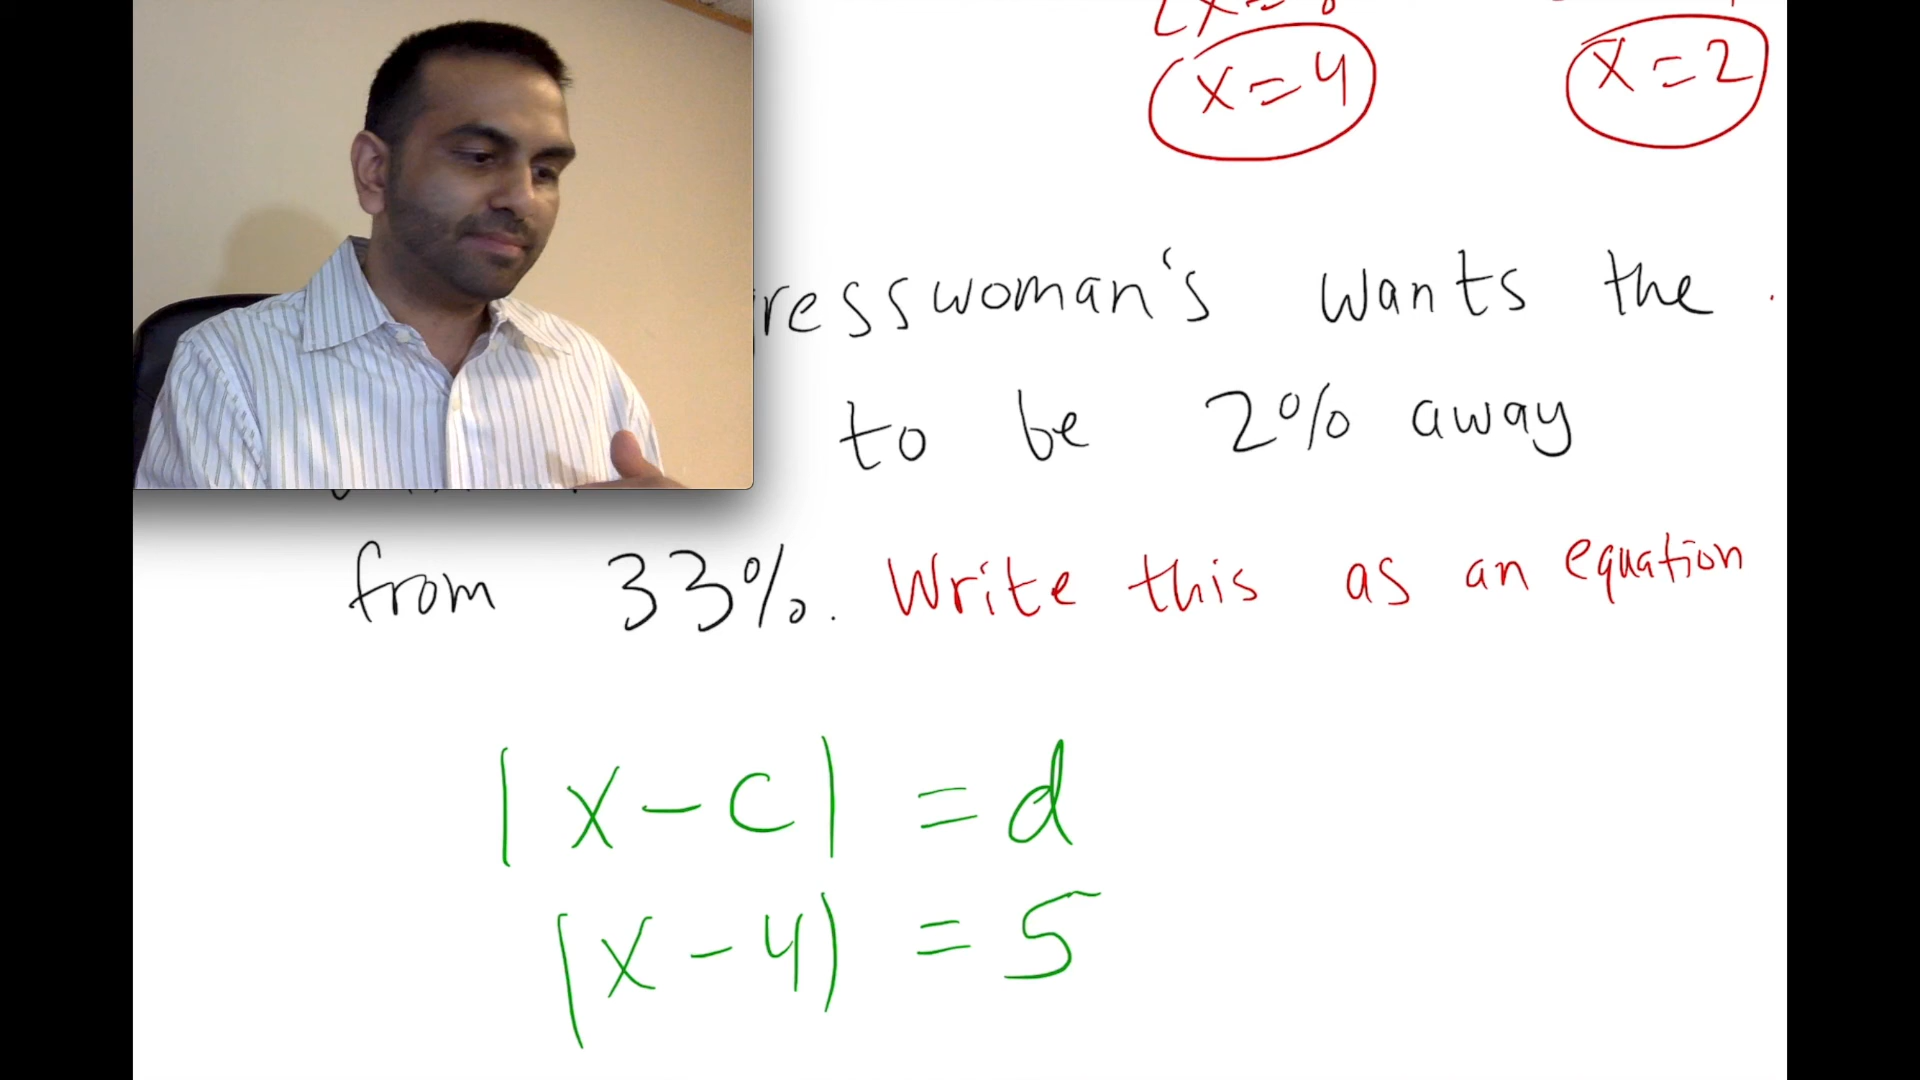 x=4
x=2
resswoman's wants the
to be 2% away
from 33%. Write this as an equation
|x-c| = d
|x-4| = 5